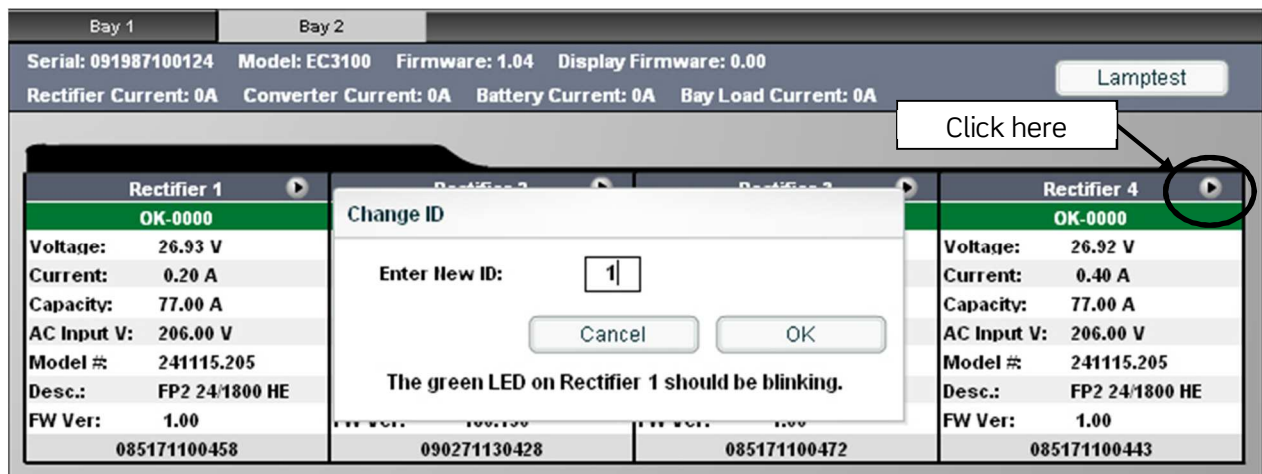 Bay 1 Bay 2
Serial: 091987100124 Model: EC3100 Firmware: 1.04 Display Firmware: 0.00
Lamptest
Rectifier Current: 0A Converter Current: 0A Battery Current: 0A Bay Load Current: 0A
Click here
Rectifier 1 Rectifier 4
OK-0000 OK-0000
Change ID
Voltage: 26.93 V Voltage: 26.92 V
Current: 0.20 A Enter New ID: 1 Current: 0.40 A
Capacity: 77.00 A Capacity: 77.00 A
AC Input V: 206.00 V Cancel OK AC Input V: 206.00 V
Model #: 241115.205 Model #: 241115.205
The green LED on Rectifier 1 should be blinking.
Desc.: FP2 24/1800 HE Desc.: FP2 24/1800 HE
FW Ver: 1.00 FW Ver: 1.00
085171100458 090271130428 085171100472 085171100443